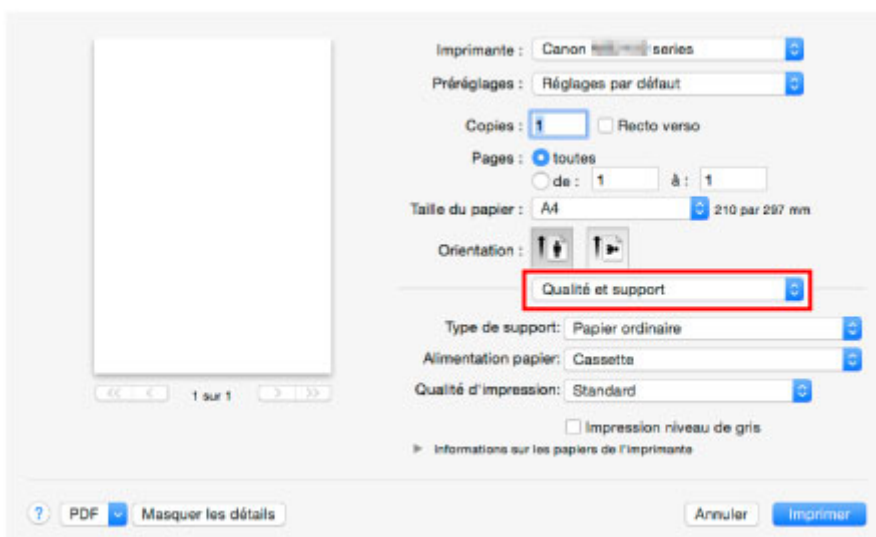 Imprimante : Canon series
Préréglages : Réglages par défaut
Copies : 1 Recto verso
Pages : toutes
de : 1 à : 1
Taille du papier : A4 210 par 297 mm
Orientation :
Qualité et support
Type de support: Papier ordinaire
Alimentation papier: Cassette
1 sur 1
Qualité d'impression: Standard
Impression niveau de gris
Informations sur les papiers de l'imprimante
? PDF Masquer les détails Annuler Imprimer